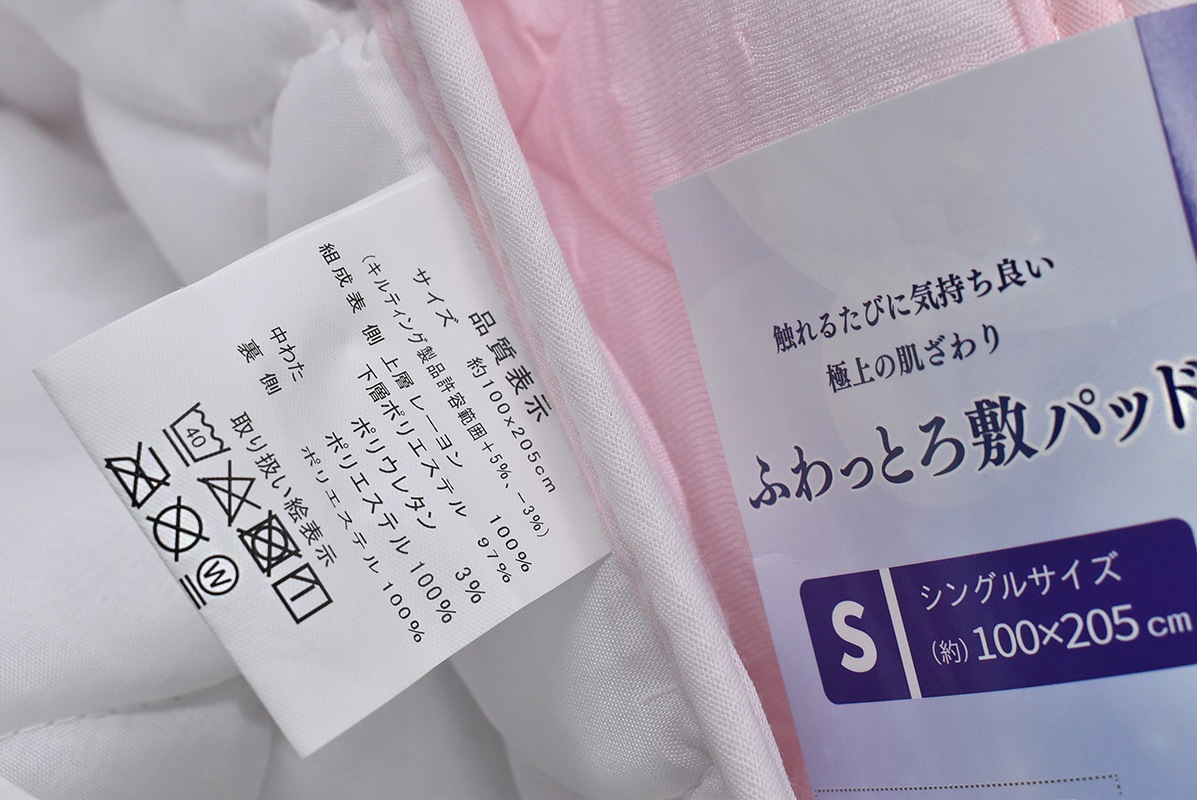 品質表示
サイズ 約100×205cm
(キルティング製品許容範囲+5%、-3%)
組成表 側 上層 レーヨン 100%
下層ポリエステル 97%
ポリウレタン 3%
中わた ポリエステル 100%
裏側 ポリエステル 100%
取り扱い絵表示
40
W
触れるたびに気持ち良い
極上の肌ざわり
ふわっとろ敷パッド
S シングルサイズ
(約)100×205cm